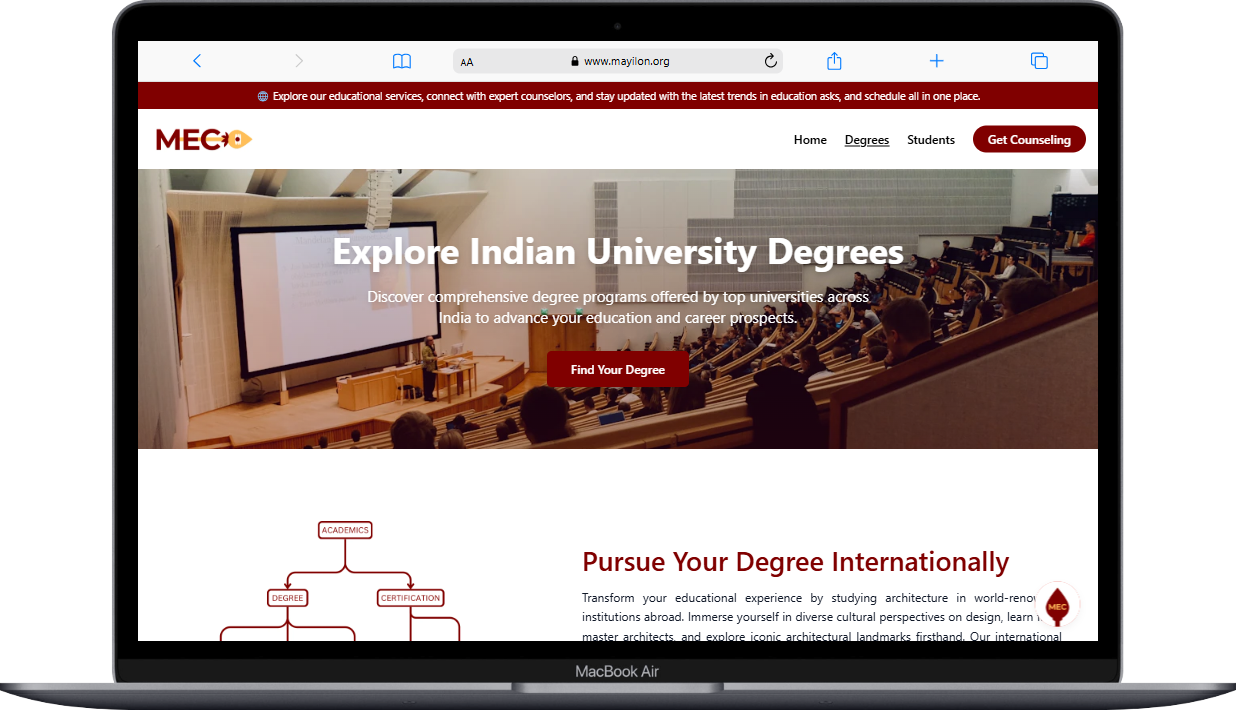 AA
www.mayilon.org
Explore our educational services, connect with expert counselors, and stay updated with the latest trends in education asks, and schedule all in one place.
MEC
Home
Degrees
Students
Get Counseling
Explore Indian University Degrees
Discover comprehensive degree programs offered by top universities across
India to advance your education and career prospects.
Find Your Degree
ACADEMICS
DEGREE
CERTIFICATION
Pursue Your Degree Internationally
Transform your educational experience by studying architecture in
institutions abroad. Immerse yourself in diverse cultural perspectives on design, learn
master architects, and explore iconic architectural landmarks firsthand. Our international
MEC
MacBook Air